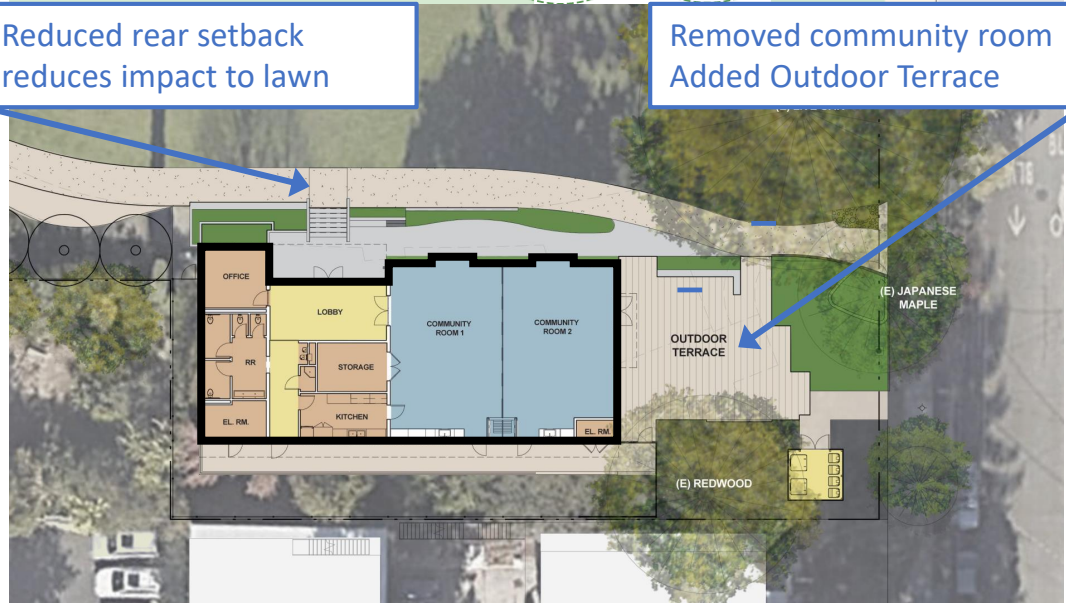 Reduced rear setback
reduces impact to lawn
Removed community room
Added Outdoor Terrace
OFFICE
LOBBY
COMMUNITY
ROOM 1
COMMUNITY
ROOM 2
(E) JAPANESE
MAPLE
OUTDOOR
TERRACE
RR
STORAGE
KITCHEN
EL. RM.
EL. RM.
(E) REDWOOD